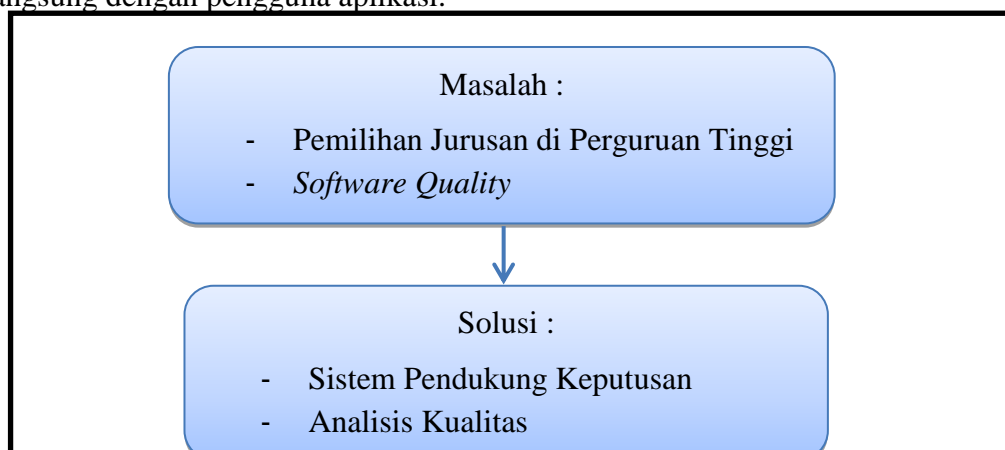 dengan pengguna aplikasi.
Masalah :
- Pemilihan Jurusan di Perguruan Tinggi
- Software Quality
Solusi :
- Sistem Pendukung Keputusan
- Analisis Kualitas